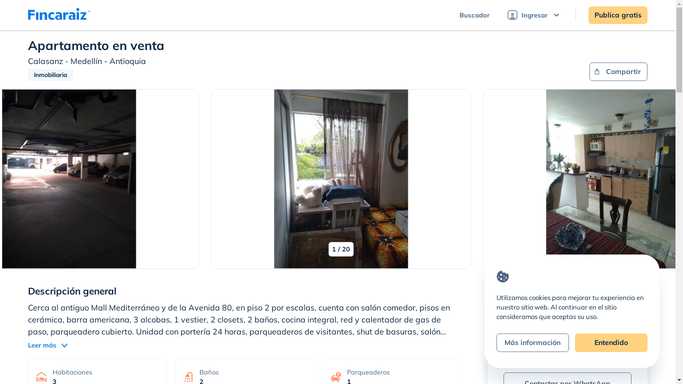 Fincaraiz
Buscador
Ingresar
Publica gratis
Apartamento en venta
Calasanz - Medellín - Antioquia
Inmobiliaria
Compartir
1 / 20
Descripción general
Cerca al antiguo Mall Mediterráneo y de la Avenida 80, en piso 2 por escalas, cuenta con salón comedor, pisos en
cerámica, barra americana, 3 alcobas, 1 vestier, 2 closets, 2 baños, cocina integral, red y calentador de gas de
paso, parqueadero cubierto. Unidad con portería 24 horas, parqueaderos de visitantes, shut de basuras, salón...
Leer más
Habitaciones
3
Baños
2
Parqueaderos
1
Utilizamos cookies para mejorar tu experiencia en
nuestro sitio web. Al continuar en el sitio
consideramos que aceptas su uso.
Más información
Entendido
Contactar por WhatsApp